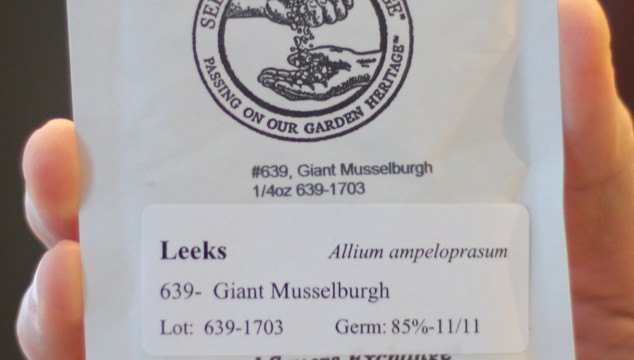 PASSING ON OUR GARDEN HERITAGE™
#639, Giant Musselburgh
1/4oz 639-1703
Leeks Allium ampeloprasum
639- Giant Musselburgh
Lot: 639-1703 Germ: 85%-11/11